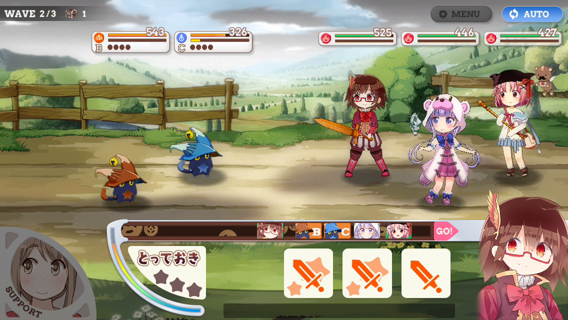 WAVE 2/3 1
MENU
AUTO
543
326
525
446
427
B
C
B
C
GO!
とっておき
SUPPORT